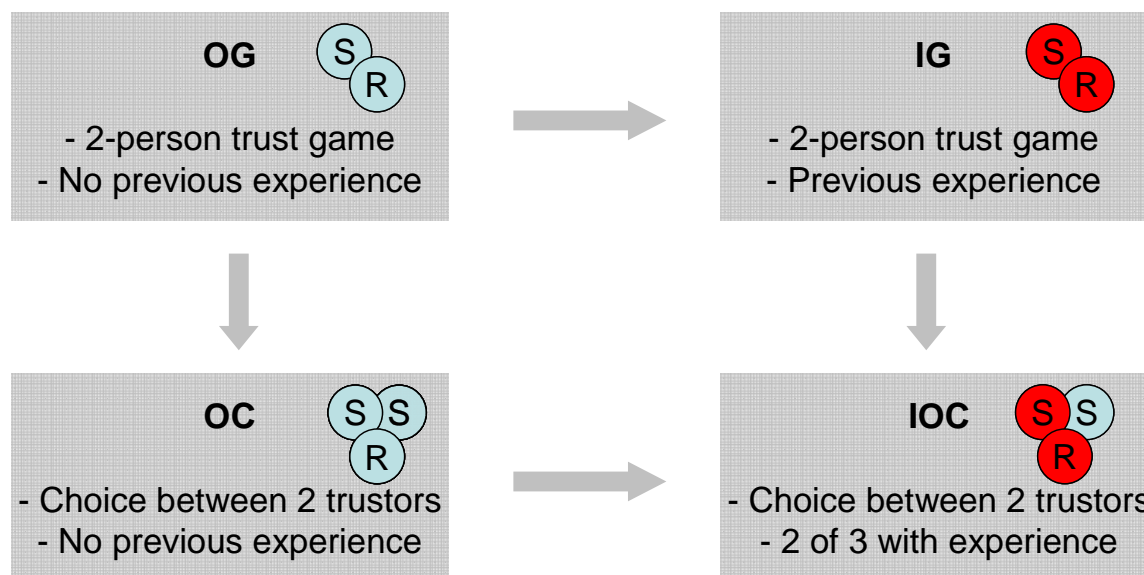 OG
S
R
- 2-person trust game
- No previous experience
IG
S
R
- 2-person trust game
- Previous experience
OC
S S
R
- Choice between 2 trustors
- No previous experience
IOC
S S
R
- Choice between 2 trustors
- 2 of 3 with experience